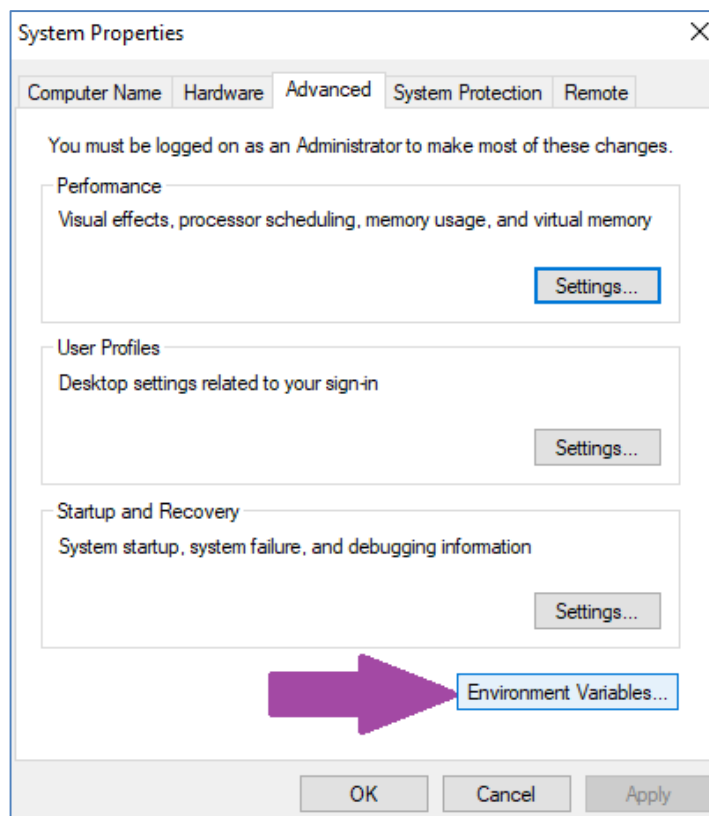 System Properties
Computer Name Hardware Advanced System Protection Remote
You must be logged on as an Administrator to make most of these changes.
Performance
Visual effects, processor scheduling, memory usage, and virtual memory
Settings...
User Profiles
Desktop settings related to your sign-in
Settings...
Startup and Recovery
System startup, system failure, and debugging information
Settings...
Environment Variables...
OK Cancel Apply